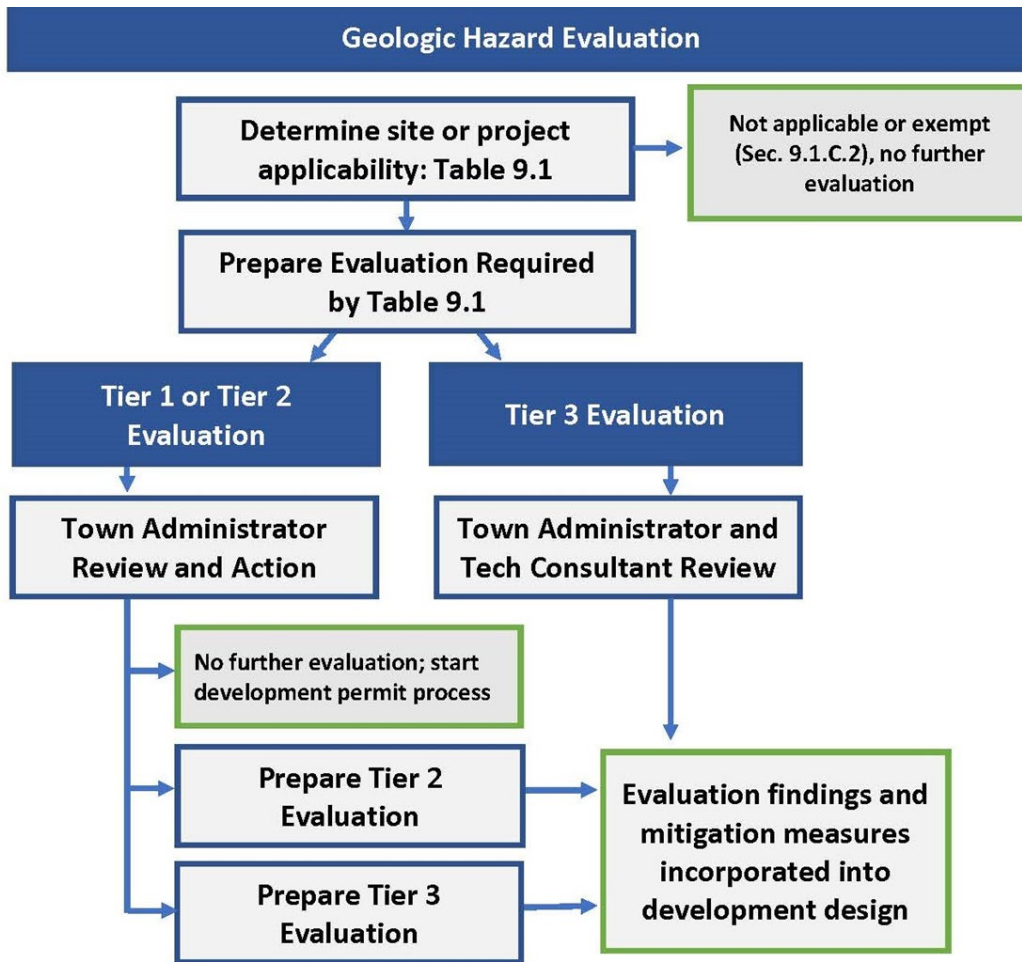 Geologic Hazard Evaluation
Determine site or project
applicability: Table 9.1
Not applicable or exempt
(Sec. 9.1.C.2), no further
evaluation
Prepare Evaluation Required
by Table 9.1
Tier 1 or Tier 2
Evaluation
Tier 3 Evaluation
Town Administrator
Review and Action
Town Administrator and
Tech Consultant Review
No further evaluation; start
development permit process
Prepare Tier 2
Evaluation
Prepare Tier 3
Evaluation
Evaluation findings and
mitigation measures
incorporated into
development design